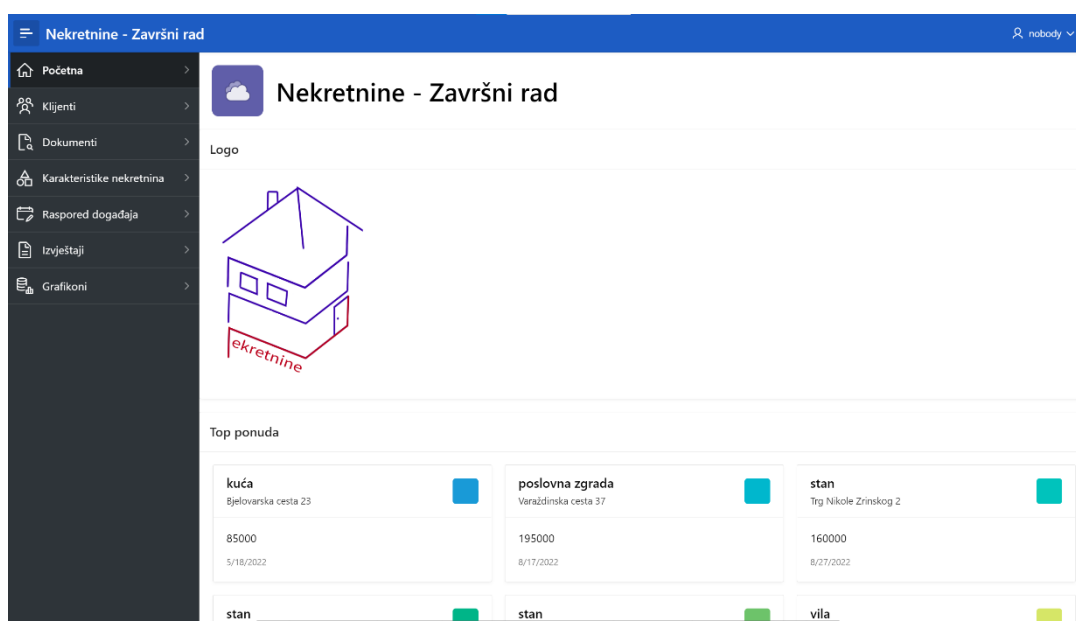 Nekretnine - Završni rad
nobody
Početna
Klijenti
Dokumenti
Karakteristike nekretnina
Raspored događaja
Izvještaji
Grafikoni
Nekretnine - Završni rad
Logo
ekretnine
Top ponuda
kuća
Bjelovarska cesta 23
85000
5/18/2022
poslovna zgrada
Varaždinska cesta 37
195000
8/17/2022
stan
Trg Nikole Zrinskog 2
160000
8/27/2022
stan
stan
vila